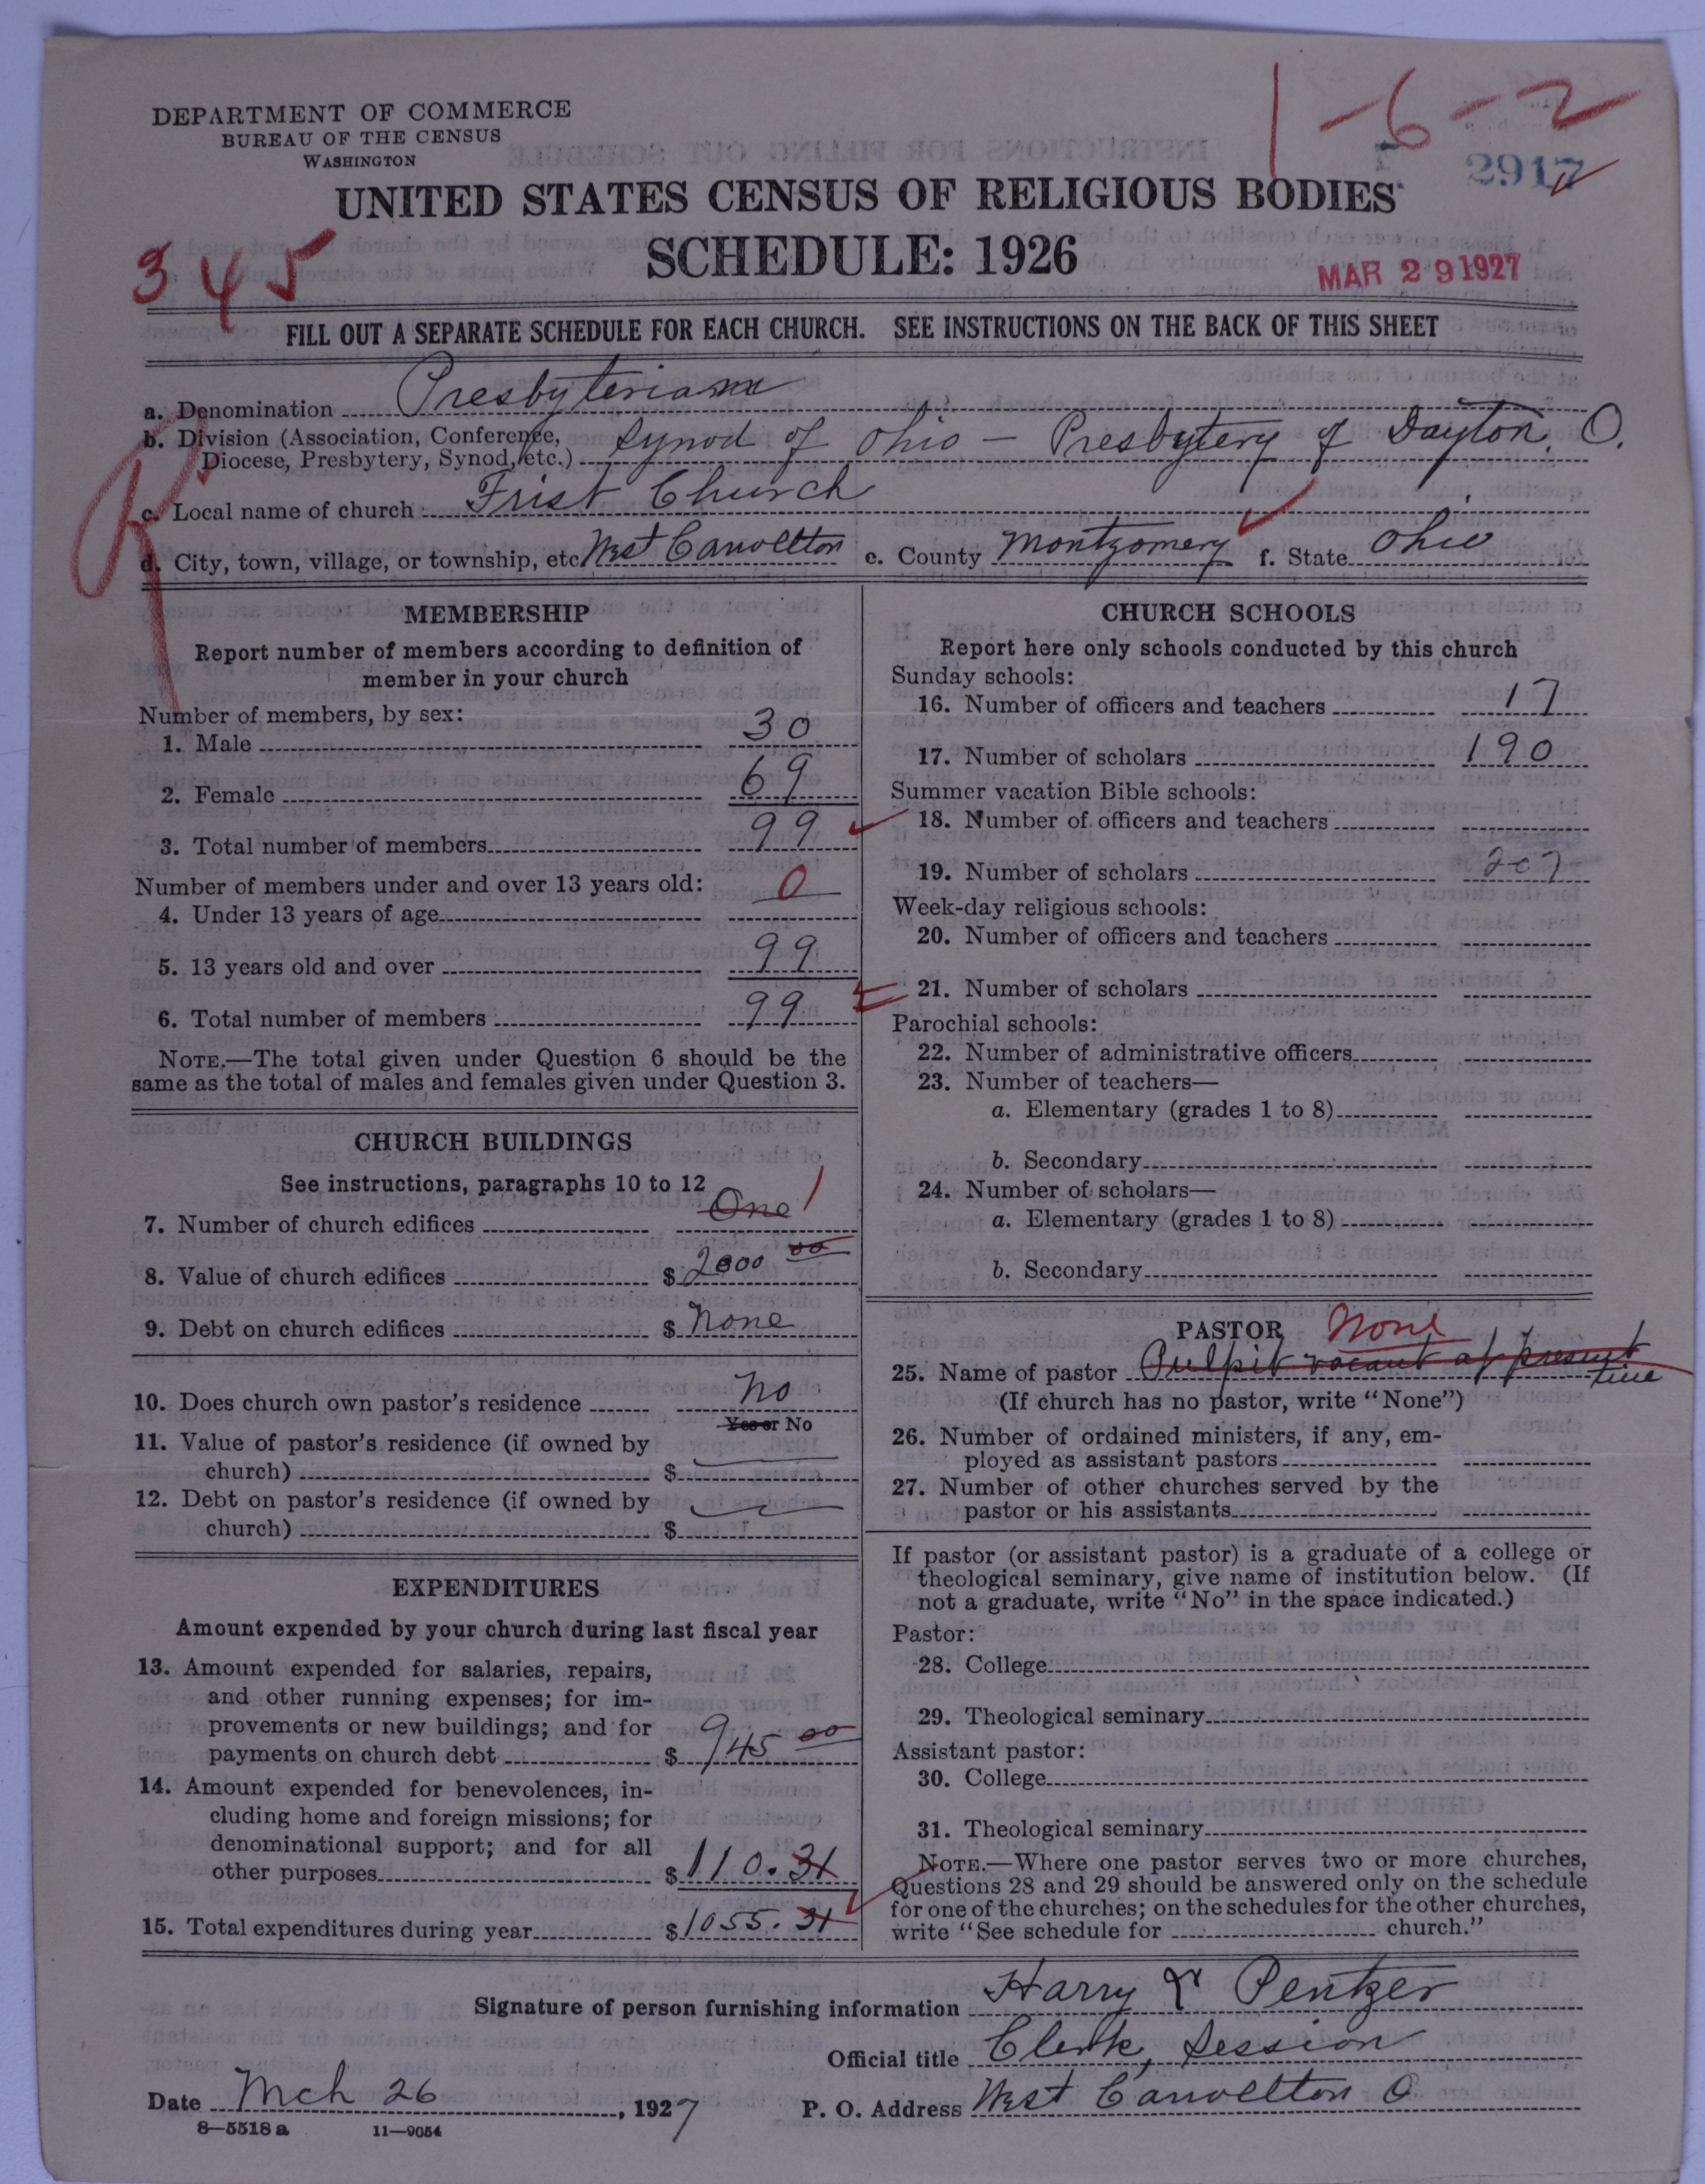 DEPARTMENT OF COMMERCE
BUREAU OF THE CENSUS
WASHINGTON
1-6-2
2917
UNITED STATES CENSUS OF RELIGIOUS BODIES
SCHEDULE: 1926
345
MAR 29 1927
FILL OUT A SEPARATE SCHEDULE FOR EACH CHURCH. SEE INSTRUCTIONS ON THE BACK OF THIS SHEET
a. Denomination Presbyterian
b. Division (Association, Conference, Diocese, Presbytery, Synod, etc.) Synod of Ohio — Presbytery of Dayton, O.
c. Local name of church Frist Church
d. City, town, village, or township, etc. West Carrollton e. County Montgomery f. State Ohio
MEMBERSHIP
Report number of members according to definition of
member in your church
Number of members, by sex:
1. Male 30
2. Female 69
3. Total number of members 99
Number of members under and over 13 years old:
4. Under 13 years of age 0
5. 13 years old and over 99
6. Total number of members 99
NOTE.—The total given under Question 6 should be the
same as the total of males and females given under Question 3.
CHURCH BUILDINGS
See instructions, paragraphs 10 to 12
7. Number of church edifices One 1
8. Value of church edifices $ 2000 00
9. Debt on church edifices $ None
10. Does church own pastor's residence No
Yes or No
11. Value of pastor's residence (if owned by
church) $
12. Debt on pastor's residence (if owned by
church) $
EXPENDITURES
Amount expended by your church during last fiscal year
13. Amount expended for salaries, repairs,
and other running expenses; for im-
provements or new buildings; and for
payments on church debt $ 945 00
14. Amount expended for benevolences, in-
cluding home and foreign missions; for
denominational support; and for all
other purposes $ 110.31
15. Total expenditures during year $ 1055.31
CHURCH SCHOOLS
Report here only schools conducted by this church
Sunday schools:
16. Number of officers and teachers 17
17. Number of scholars 190
Summer vacation Bible schools:
18. Number of officers and teachers
19. Number of scholars 207
Week-day religious schools:
20. Number of officers and teachers
21. Number of scholars
Parochial schools:
22. Number of administrative officers
23. Number of teachers—
a. Elementary (grades 1 to 8)
b. Secondary
24. Number of scholars—
a. Elementary (grades 1 to 8)
b. Secondary
PASTOR None
25. Name of pastor Pulpit vacant at present time
(If church has no pastor, write "None")
26. Number of ordained ministers, if any, em-
ployed as assistant pastors
27. Number of other churches served by the
pastor or his assistants
If pastor (or assistant pastor) is a graduate of a college or
theological seminary, give name of institution below. (If
not a graduate, write "No" in the space indicated.)
Pastor:
28. College
29. Theological seminary
Assistant pastor:
30. College
31. Theological seminary
NOTE.—Where one pastor serves two or more churches,
Questions 28 and 29 should be answered only on the schedule
for one of the churches; on the schedules for the other churches,
write "See schedule for church."
Signature of person furnishing information Harry Pentzer
Official title Clerk, Session
Date Mch 26, 1927 P. O. Address West Carrollton O
8—5518 a 11—9054